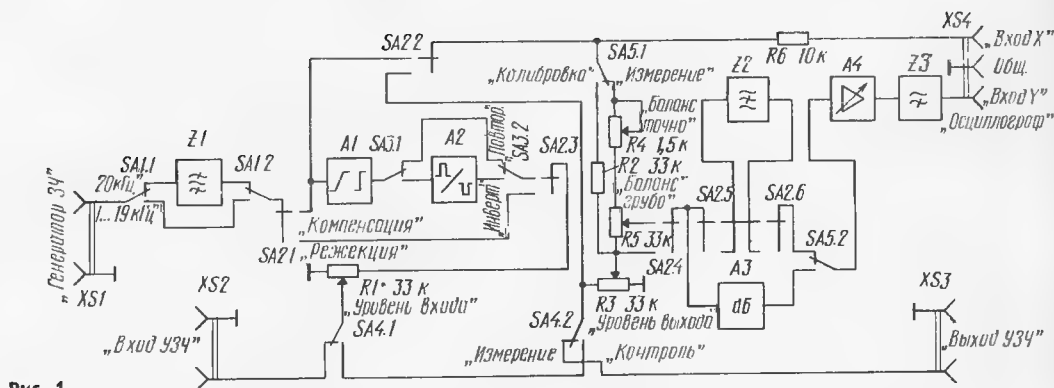 XS4
SA2.2
SA5.1
R6 10к
„Вход X"
„Калибровка" „Измерение"
Z2
A4
Z3
Общ.
„Баланс точно"
„Вход Y"
„Осциллограф"
R4 1,5 к
Z1
A1
SA3.1
A2
„Повтор."
SA3.2
SA2.3
SA1.1
SA1.2
„20кГц"
„1...19кГц"
R2 33к
„Баланс грубо"
SA2.5
SA2.6
„Инверт."
„Генератор ЗЧ"
„Компенсация"
R5 33к
SA5.2
SA2.1
„Режекция"
SA2.4
A3
XS1
XS2
R1* 33 к
„Уровень входа"
R3 33 к
„Уровень выхода"
дБ
XS3
SA4.1
SA4.2
„Вход УЗЧ"
„Измерение"
„Контроль"
„Выход УЗЧ"
Рис. 1